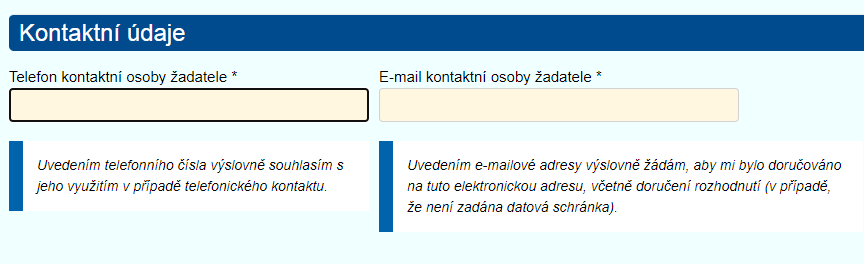 Kontaktní údaje
Telefon kontaktní osoby žadatele *
E-mail kontaktní osoby žadatele *
Uvedením telefonního čísla výslovně souhlasím s
jeho využitím v případě telefonického kontaktu.
Uvedením e-mailové adresy výslovně žádám, aby mi bylo doručováno
na tuto elektronickou adresu, včetně doručení rozhodnutí (v případě,
že není zadána datová schránka).